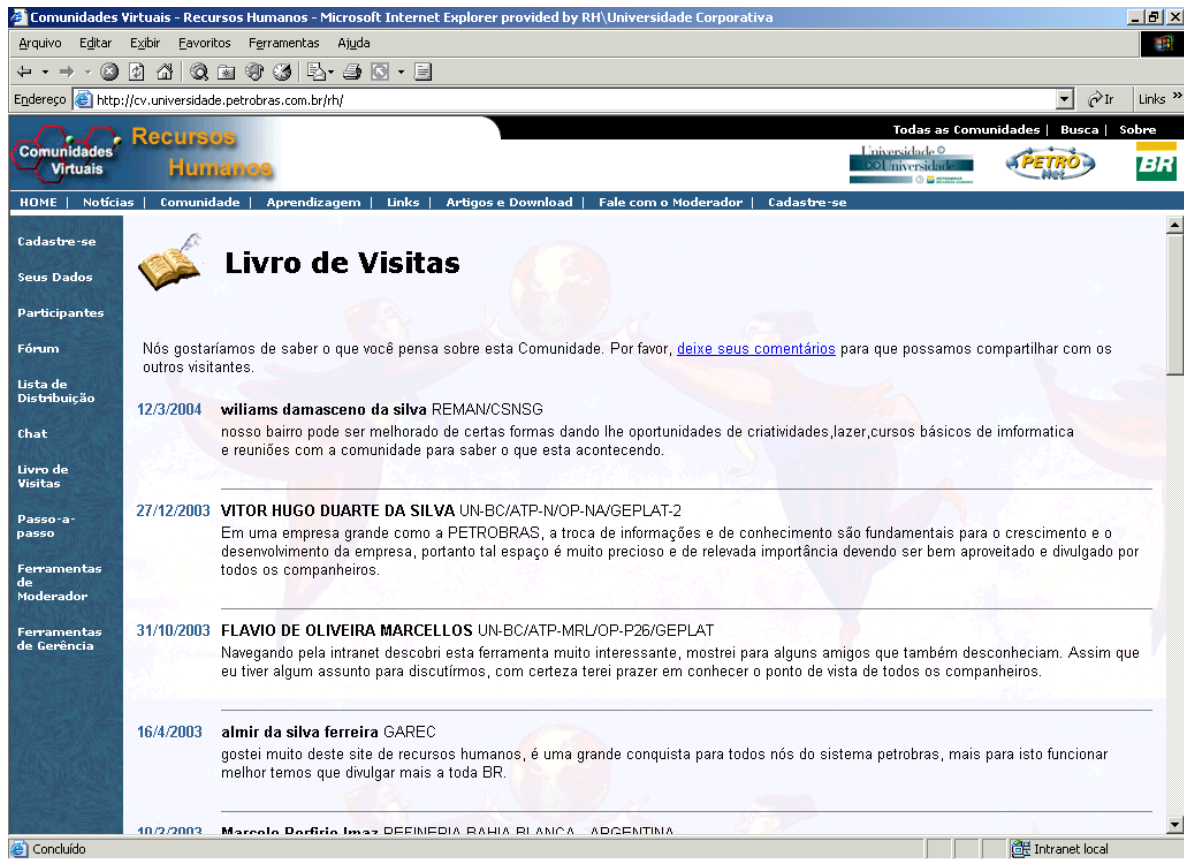 Comunidades Virtuais - Recursos Humanos - Microsoft Internet Explorer provided by RH\Universidade Corporativa
Arquivo Editar Exibir Favoritos Ferramentas Ajuda
Endereço http://cv.universidade.petrobras.com.br/rh/ Ir Links »
Todas as Comunidades | Busca | Sobre
Comunidades Virtuais
Recursos Humanos
Universidade
Universidade
PETRO Net
BR
HOME | Notícias | Comunidade | Aprendizagem | Links | Artigos e Download | Fale com o Moderador | Cadastre-se
Cadastre-se
Seus Dados
Participantes
Fórum
Lista de
Distribuição
Chat
Livro de
Visitas
Passo-a-
passo
Ferramentas
de
Moderador
Ferramentas
de Gerência
Livro de Visitas
Nós gostaríamos de saber o que você pensa sobre esta Comunidade. Por favor, deixe seus comentários para que possamos compartilhar com os
outros visitantes.
12/3/2004 wiliams damasceno da silva REMAN/CSNSG
nosso bairro pode ser melhorado de certas formas dando lhe oportunidades de criatividades,lazer,cursos básicos de imformatica
e reuniões com a comunidade para saber o que esta acontecendo.
27/12/2003 VITOR HUGO DUARTE DA SILVA UN-BC/ATP-N/OP-NA/GEPLAT-2
Em uma empresa grande como a PETROBRAS, a troca de informações e de conhecimento são fundamentais para o crescimento e o
desenvolvimento da empresa, portanto tal espaço é muito precioso e de relevada importância devendo ser bem aproveitado e divulgado por
todos os companheiros.
31/10/2003 FLAVIO DE OLIVEIRA MARCELLOS UN-BC/ATP-MRL/OP-P26/GEPLAT
Navegando pela intranet descobri esta ferramenta muito interessante, mostrei para alguns amigos que também desconheciam. Assim que
eu tiver algum assunto para discutírmos, com certeza terei prazer em conhecer o ponto de vista de todos os companheiros.
16/4/2003 almir da silva ferreira GAREC
gostei muito deste site de recursos humanos, é uma grande conquista para todos nós do sistema petrobras, mais para isto funcionar
melhor temos que divulgar mais a toda BR.
10/2/2003 Marcelo Porfirio Imaz REFINERIA BAHIA BLANCA - ARGENTINA
Concluído
Intranet local